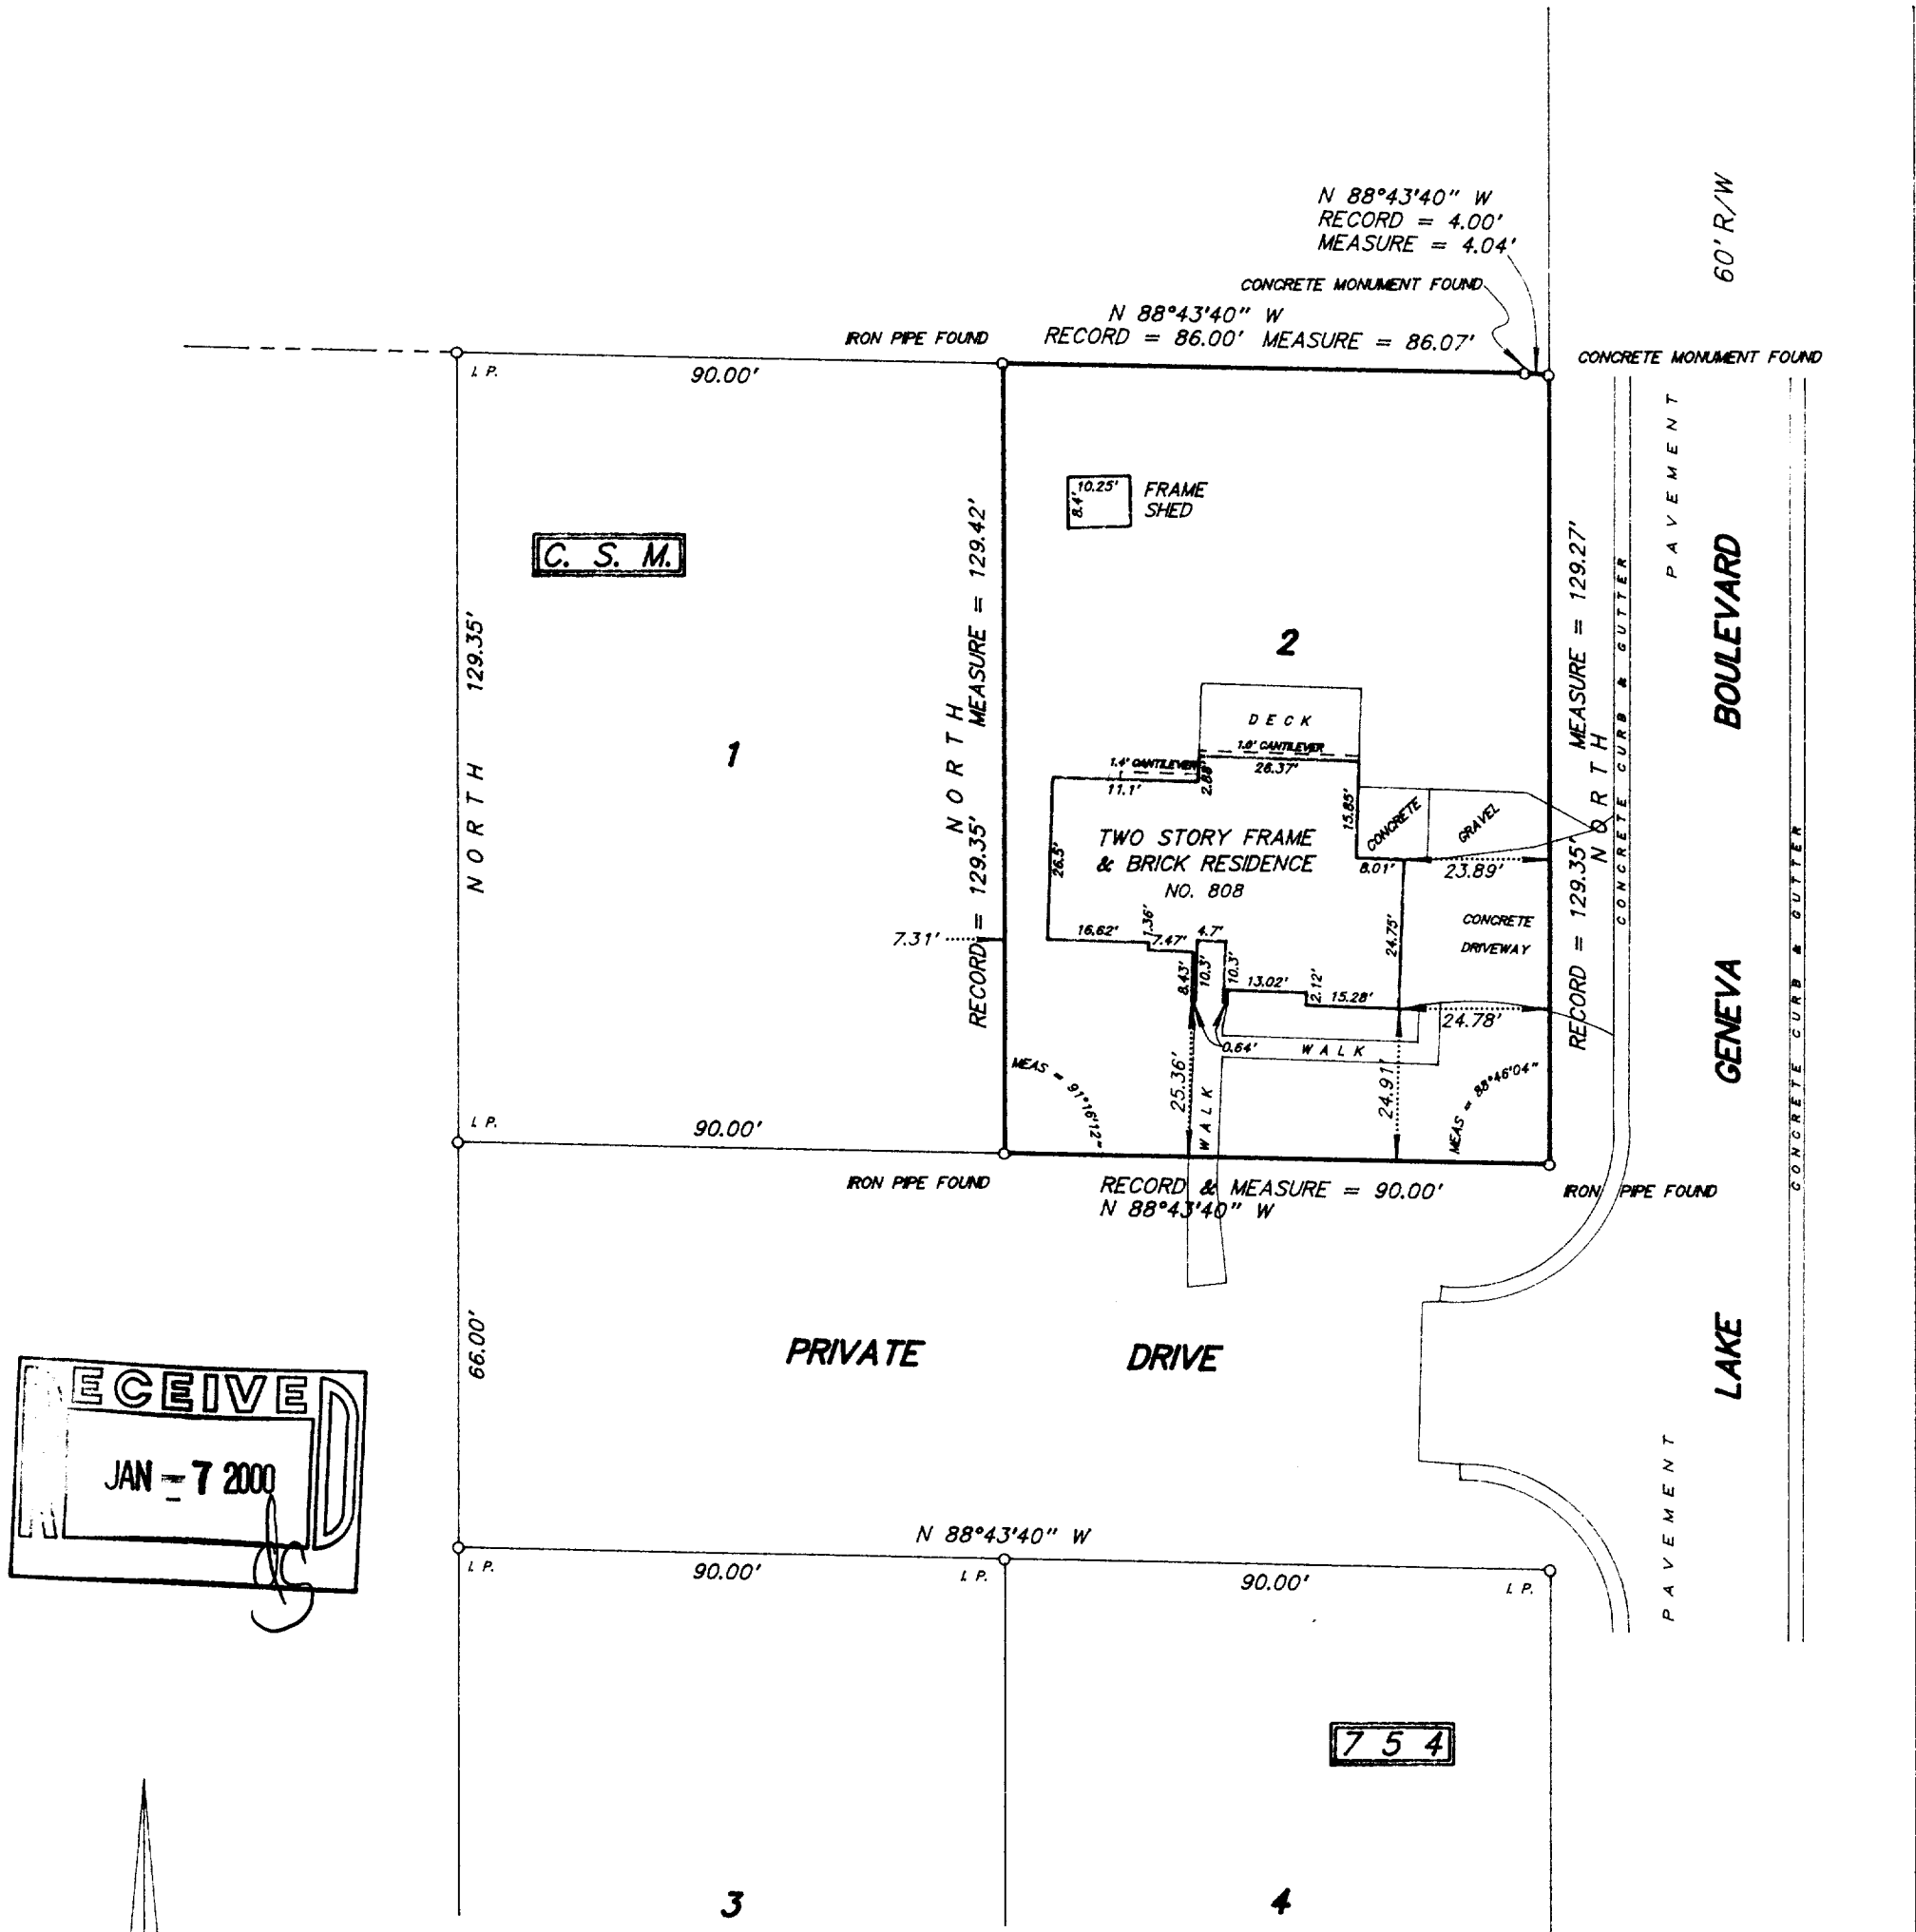 N 88°43'40" W
RECORD = 4.00'
MEASURE = 4.04'
60' R/W
CONCRETE MONUMENT FOUND
N 88°43'40" W
RECORD = 86.00' MEASURE = 86.07'
IRON PIPE FOUND
CONCRETE MONUMENT FOUND
I. P.
90.00'
PAVEMENT
10.25'
8.4'
FRAME
SHED
C. S. M.
NORTH 129.35'
RECORD = 129.35' MEASURE = 129.42'
NORTH
RECORD = 129.35' MEASURE = 129.27'
NORTH
CONCRETE CURB & GUTTER
LAKE GENEVA BOULEVARD
CONCRETE CURB & GUTTER
1
2
DECK
1.4' CANTILEVER
26.37'
11.1'
15.85'
CONCRETE
GRAVEL
TWO STORY FRAME
& BRICK RESIDENCE
NO. 808
26.5'
8.01'
23.89'
7.31'
16.62'
1.36'
7.47'
4.7'
24.75'
CONCRETE
DRIVEWAY
8.43'
10.3'
10.3'
13.02'
2.12'
15.28'
24.78'
0.64'
WALK
MEAS = 91°16'12"
25.36'
WALK
24.91'
MEAS = 88°46'04"
I. P.
90.00'
IRON PIPE FOUND
RECORD & MEASURE = 90.00'
N 88°43'40" W
IRON PIPE FOUND
66.00'
PRIVATE DRIVE
RECEIVED
JAN - 7 2000
PAVEMENT
N 88°43'40" W
I. P.
90.00'
I. P.
90.00'
I. P.
7 5 4
3
4